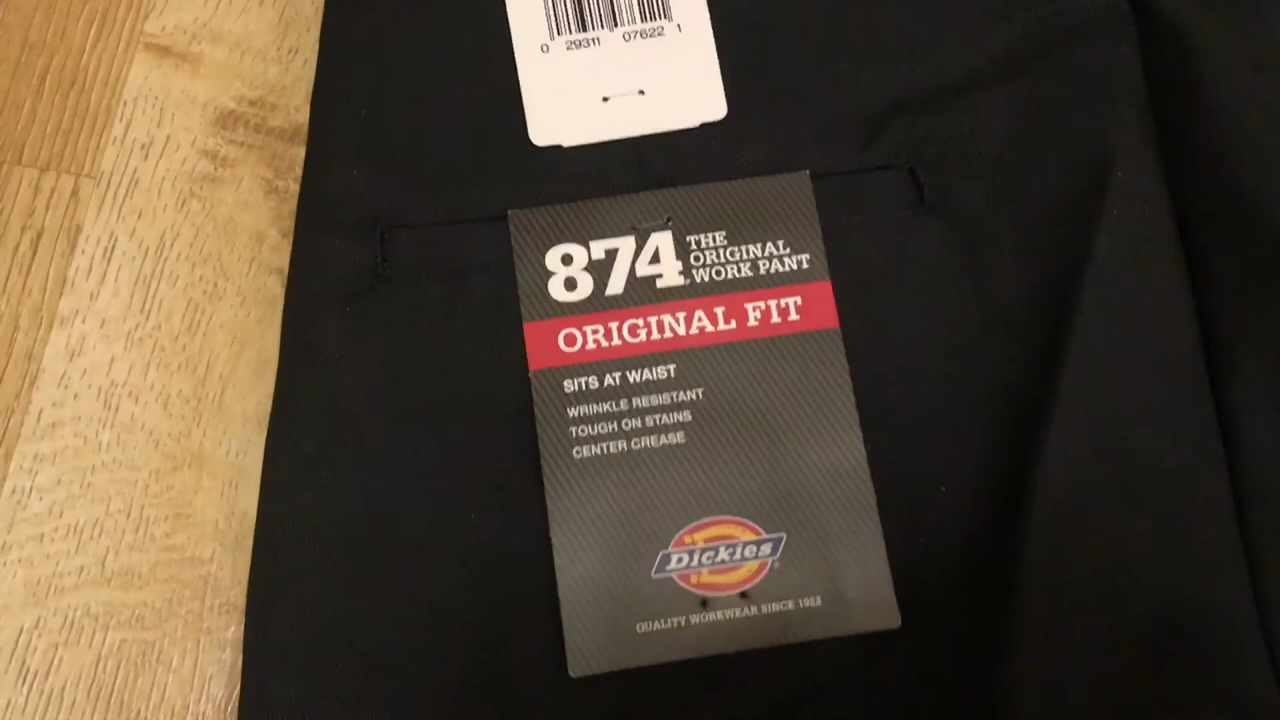 0 29311 07622 1
874 THE
ORIGINAL
WORK PANT
ORIGINAL FIT
SITS AT WAIST
WRINKLE RESISTANT
TOUGH ON STAINS
CENTER CREASE
Dickies
QUALITY WORKWEAR SINCE 1922